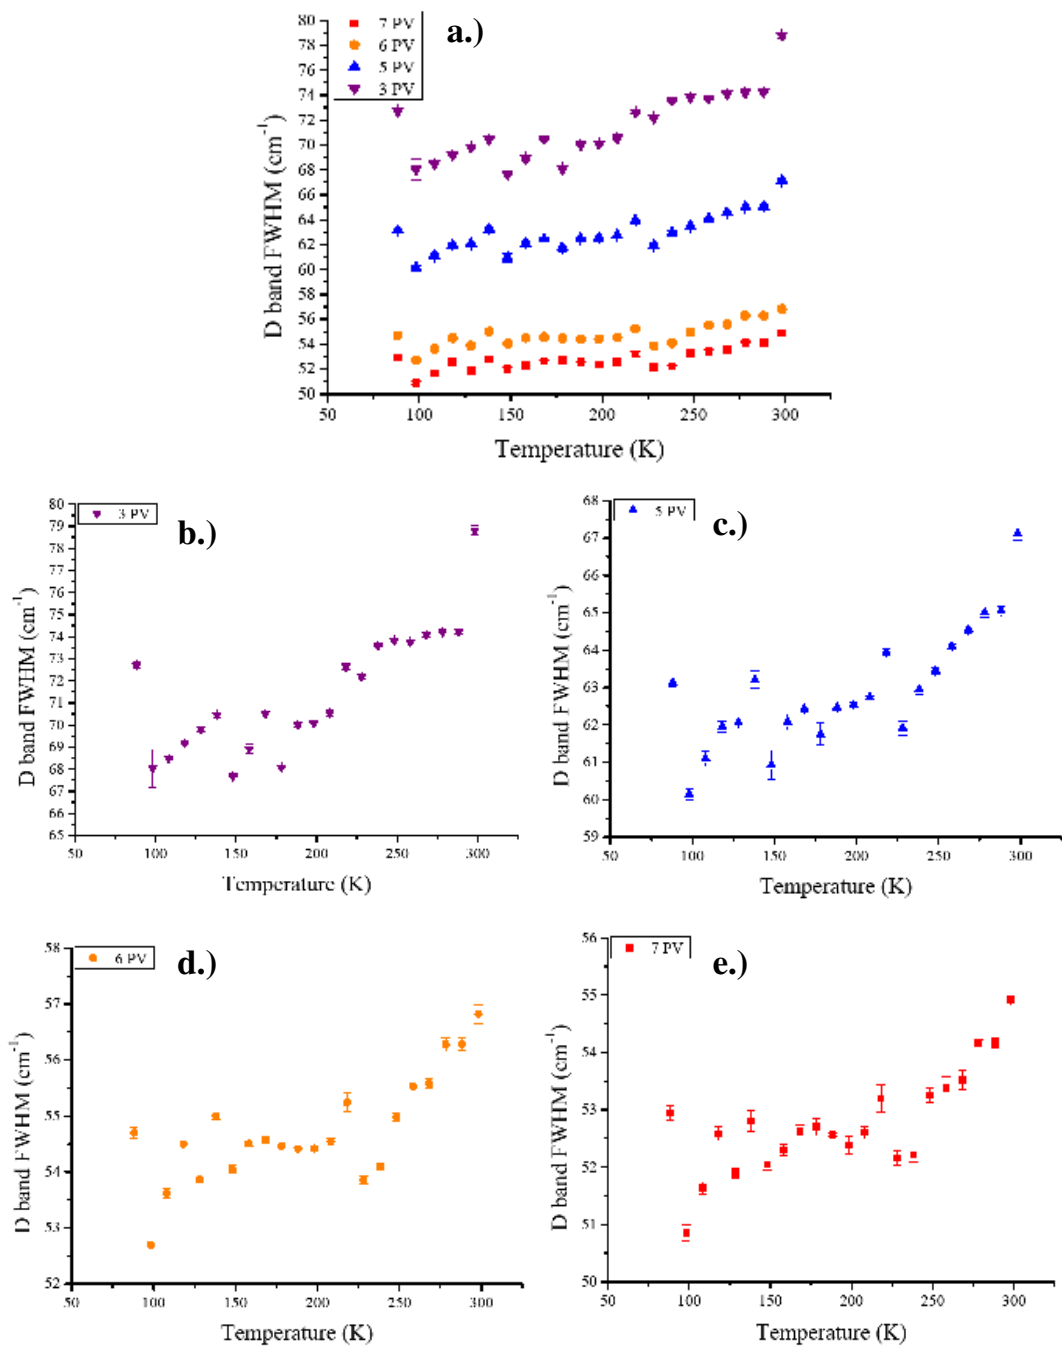 a.)
7 PV
6 PV
5 PV
3 PV
80
78
76
74
72
70
68
66
64
62
60
58
56
54
52
50
D band FWHM (cm⁻¹)
50 100 150 200 250 300
Temperature (K)
b.)
3 PV
80
79
78
77
76
75
74
73
72
71
70
69
68
67
66
65
D band FWHM (cm⁻¹)
50 100 150 200 250 300
Temperature (K)
c.)
5 PV
68
67
66
65
64
63
62
61
60
59
D band FWHM (cm⁻¹)
50 100 150 200 250 300
Temperature (K)
d.)
6 PV
58
57
56
55
54
53
52
D band FWHM (cm⁻¹)
50 100 150 200 250 300
Temperature (K)
e.)
7 PV
56
55
54
53
52
51
50
D band FWHM (cm⁻¹)
50 100 150 200 250 300
Temperature (K)